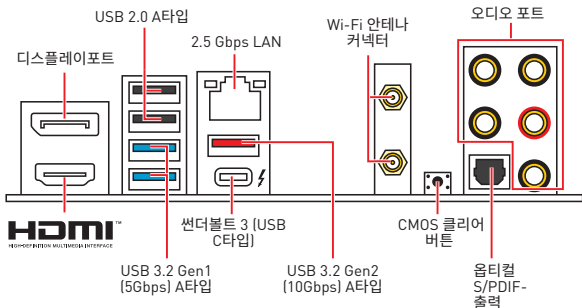 USB 2.0 A타입
2.5 Gbps LAN
Wi-Fi 안테나
커넥터
오디오 포트
디스플레이포트
HDMI™
HIGH-DEFINITION MULTIMEDIA INTERFACE
썬더볼트 3 (USB
C타입)
CMOS 클리어
버튼
USB 3.2 Gen1
(5Gbps) A타입
USB 3.2 Gen2
(10Gbps) A타입
옵티컬
S/PDIF-
출력